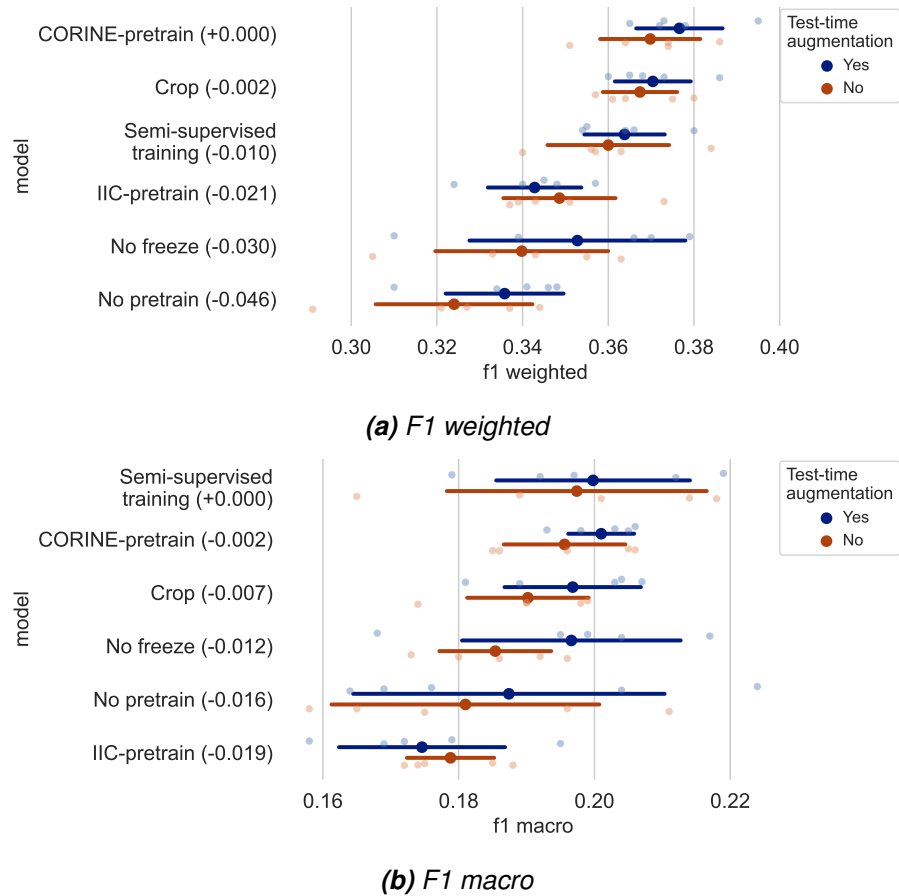 CORINE-pretrain (+0.000)
Crop (-0.002)
Semi-supervised
training (-0.010)
IIC-pretrain (-0.021)
No freeze (-0.030)
No pretrain (-0.046)
model
0.30 0.32 0.34 0.36 0.38 0.40
f1 weighted
Test-time
augmentation
Yes
No
(a) F1 weighted
Semi-supervised
training (+0.000)
CORINE-pretrain (-0.002)
Crop (-0.007)
No freeze (-0.012)
No pretrain (-0.016)
IIC-pretrain (-0.019)
model
0.16 0.18 0.20 0.22
f1 macro
Test-time
augmentation
Yes
No
(b) F1 macro